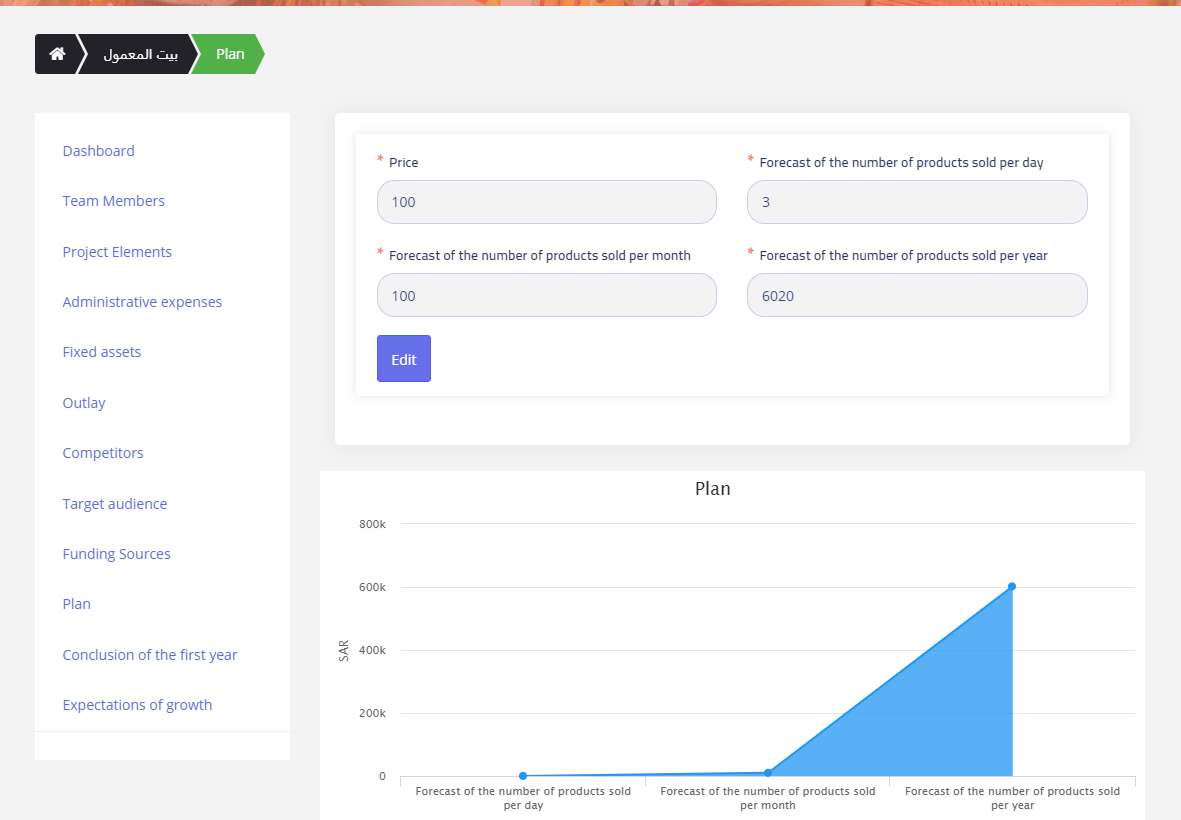 بيت المعمول
Plan
Dashboard
Team Members
Project Elements
Administrative expenses
Fixed assets
Outlay
Competitors
Target audience
Funding Sources
Plan
Conclusion of the first year
Expectations of growth
* Price
100
* Forecast of the number of products sold per day
3
* Forecast of the number of products sold per month
100
* Forecast of the number of products sold per year
6020
Edit
Plan
SAR
800k
600k
400k
200k
0
Forecast of the number of products sold
per day
Forecast of the number of products sold
per month
Forecast of the number of products sold
per year